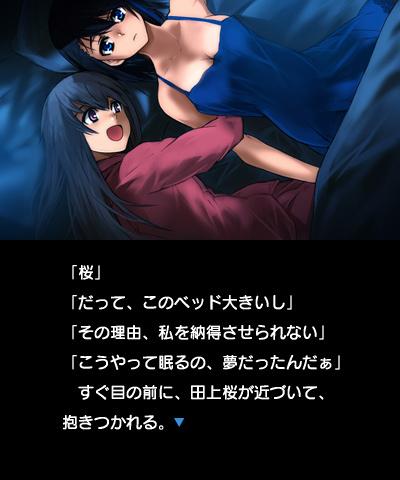 「桜」
「だって、このベッド大きいし」
「その理由、私を納得させられない」
「こうやって眠るの、夢だったんだぁ」
すぐ目の前に、田上桜が近づいて、
抱きつかれる。▼